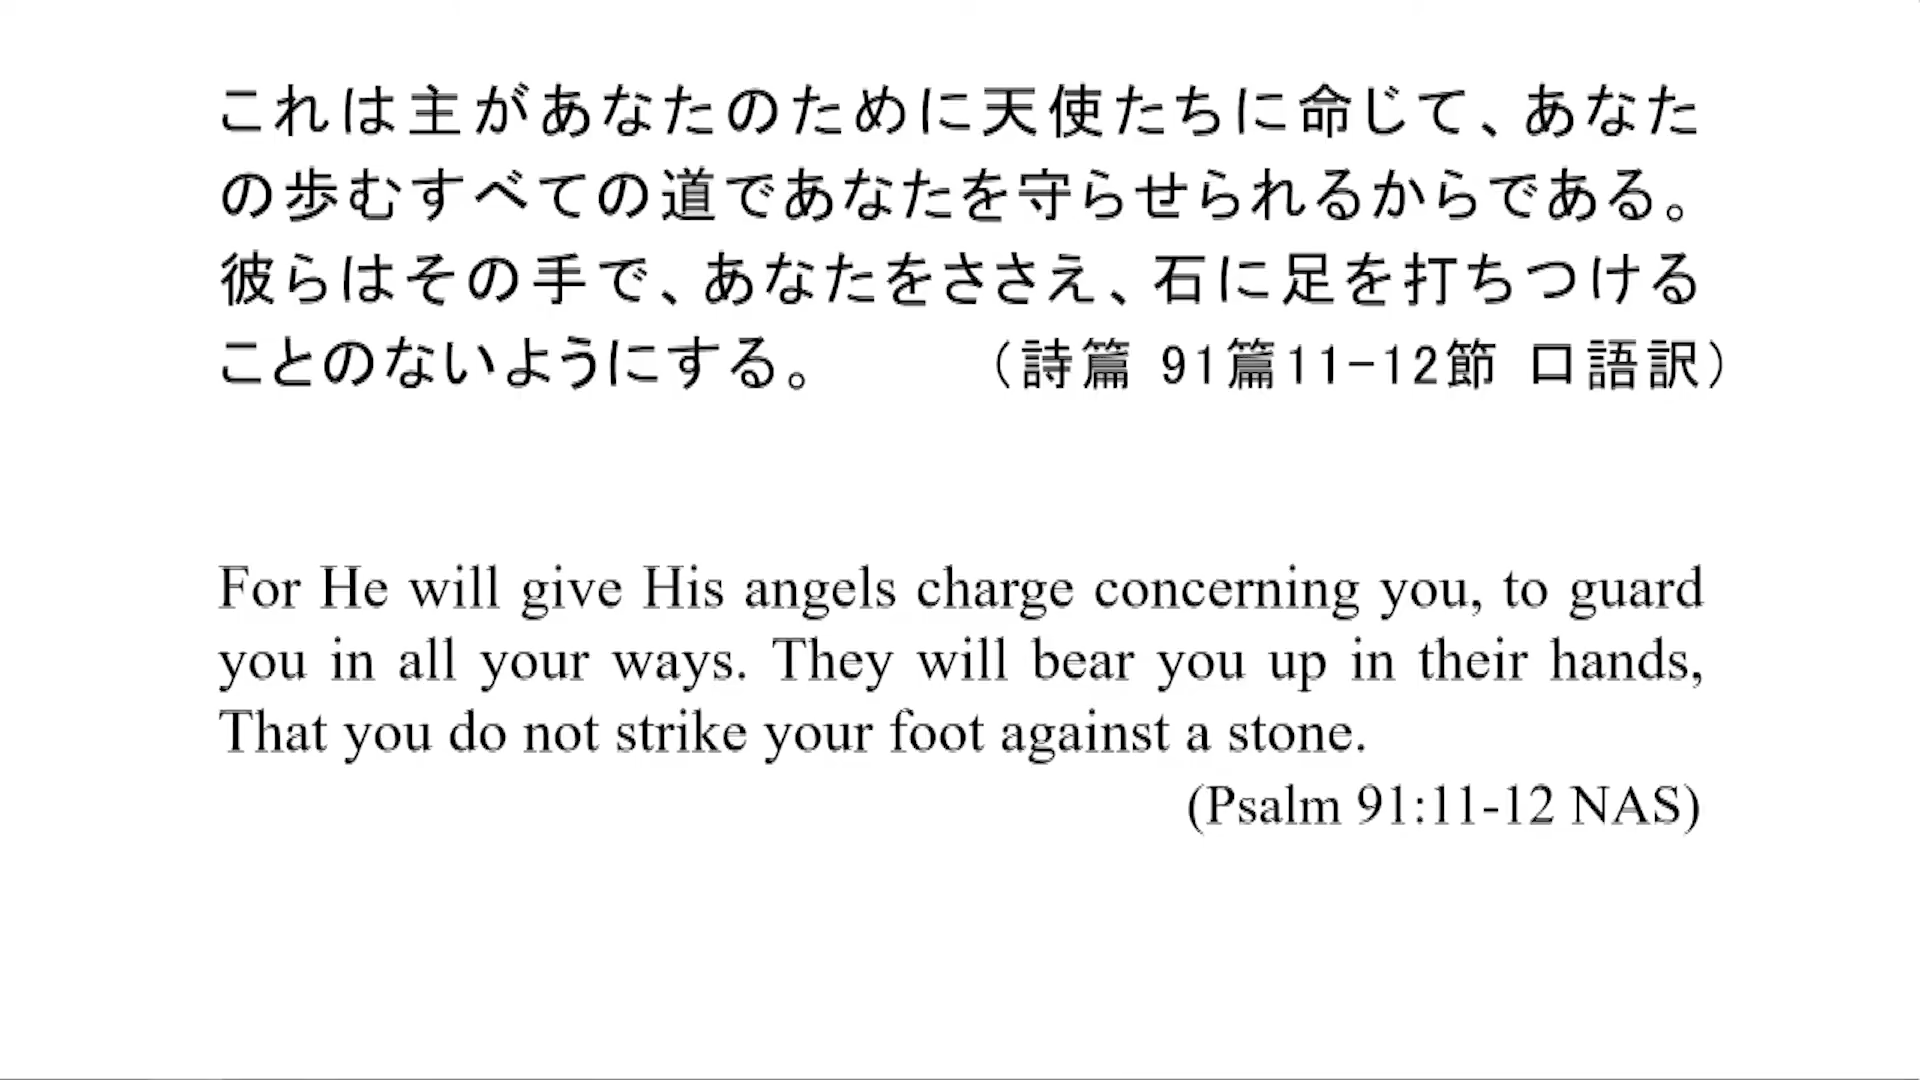 これは主があなたのために天使たちに命じて、あなた
の歩むすべての道であなたを守らせられるからである。
彼らはその手で、あなたをささえ、石に足を打ちつける
ことのないようにする。　　　（詩篇 91篇11-12節 口語訳）
For He will give His angels charge concerning you, to guard
you in all your ways. They will bear you up in their hands,
That you do not strike your foot against a stone.
(Psalm 91:11-12 NAS)